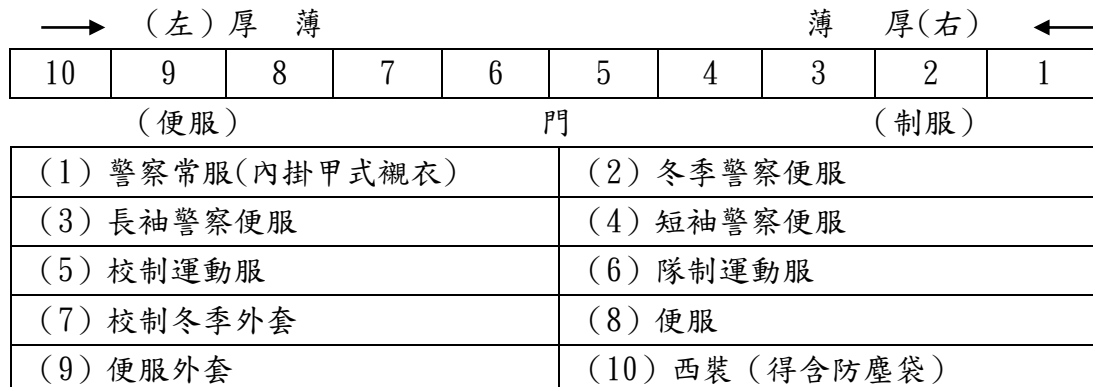 （左）厚 薄 薄 厚(右）
10 9 8 7 6 5 4 3 2 1
（便服） 門 （制服）
（1）警察常服(內掛甲式襯衣） （2）冬季警察便服
（3）長袖警察便服 （4）短袖警察便服
（5）校制運動服 （6）隊制運動服
（7）校制冬季外套 （8）便服
（9）便服外套 （10）西裝（得含防塵袋）